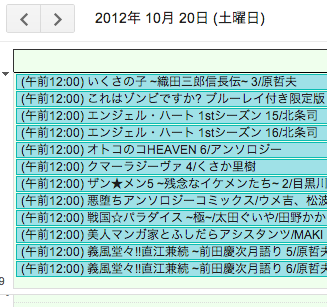 2012年 10月 20日 (土曜日)
(午前12:00) いくさの子 ~織田三郎信長伝~ 3/原哲夫
(午前12:00) これはゾンビですか? ブルーレイ付き限定版
(午前12:00) エンジェル・ハート 1stシーズン 15/北条司
(午前12:00) エンジェル・ハート 1stシーズン 16/北条司
(午前12:00) オトコのコHEAVEN 6/アンソロジー
(午前12:00) クマーラジーヴァ 4/くさか里樹
(午前12:00) ザン★メン5 ~残念なイケメンたち~ 2/目黒川
(午前12:00) 悪堕ちアンソロジーコミックス/ウメ吉、松波
(午前12:00) 戦国☆パラダイス ~極~/太田ぐいや/田野かか
(午前12:00) 美人マンガ家とふしだらアシスタンツ/MAKI
(午前12:00) 義風堂々!!直江兼続 ~前田慶次月語り 5/原哲
(午前12:00) 義風堂々!!直江兼続 ~前田慶次月語り 6/原哲
9